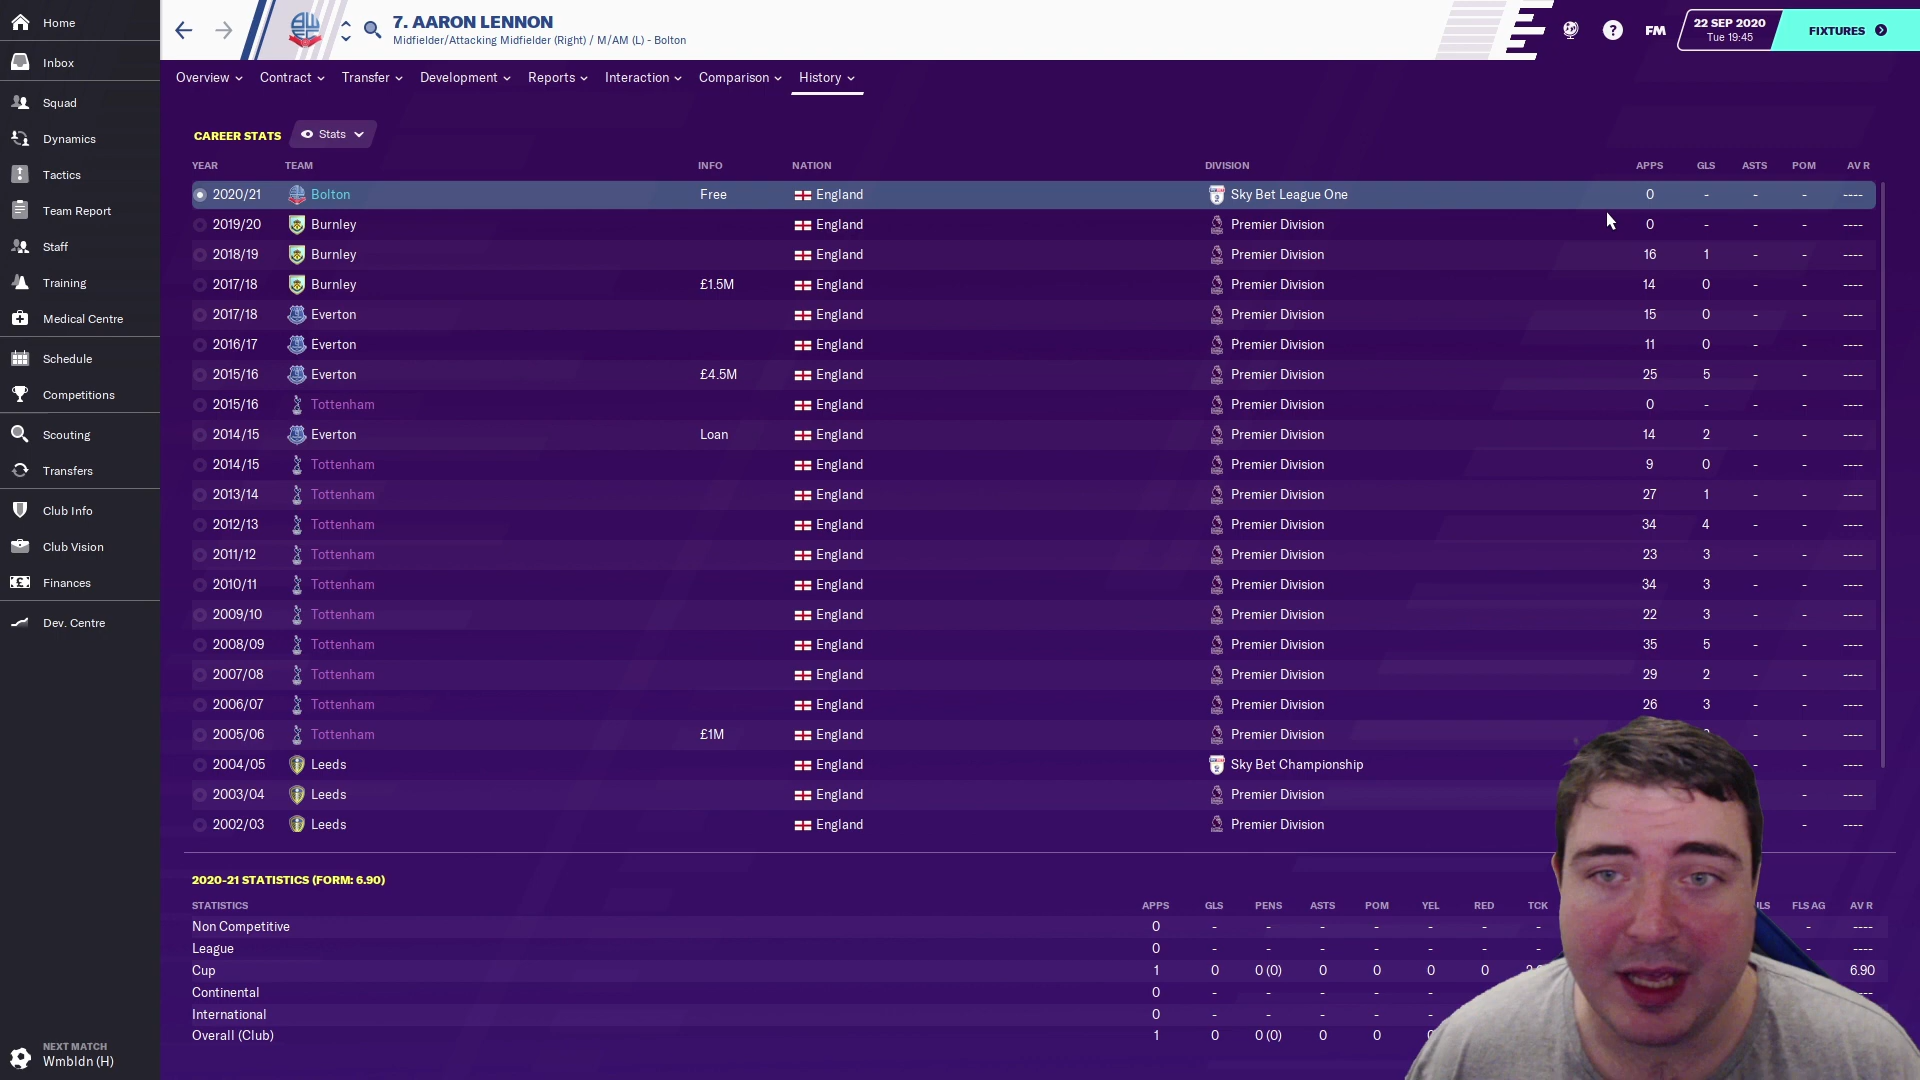 Home
Inbox
Squad
Dynamics
Tactics
Team Report
Staff
Training
Medical Centre
Schedule
Competitions
Scouting
Transfers
Club Info
Club Vision
Finances
Dev. Centre
NEXT MATCH
Wmbldn (H)
7. AARON LENNON
Midfielder/Attacking Midfielder (Right) / M/AM (L) - Bolton
FM
22 SEP 2020
Tue 19:45
FIXTURES
Overview Contract Transfer Development Reports Interaction Comparison History
CAREER STATS Stats
YEAR TEAM INFO NATION DIVISION APPS GLS ASTS POM AV R
2020/21 Bolton Free England Sky Bet League One 0 - - - ----
2019/20 Burnley England Premier Division 0 - - - ----
2018/19 Burnley England Premier Division 16 1 - - ----
2017/18 Burnley £1.5M England Premier Division 14 0 - - ----
2017/18 Everton England Premier Division 15 0 - - ----
2016/17 Everton England Premier Division 11 0 - - ----
2015/16 Everton £4.5M England Premier Division 25 5 - - ----
2015/16 Tottenham England Premier Division 0 - - - ----
2014/15 Everton Loan England Premier Division 14 2 - - ----
2014/15 Tottenham England Premier Division 9 0 - - ----
2013/14 Tottenham England Premier Division 27 1 - - ----
2012/13 Tottenham England Premier Division 34 4 - - ----
2011/12 Tottenham England Premier Division 23 3 - - ----
2010/11 Tottenham England Premier Division 34 3 - - ----
2009/10 Tottenham England Premier Division 22 3 - - ----
2008/09 Tottenham England Premier Division 35 5 - - ----
2007/08 Tottenham England Premier Division 29 2 - - ----
2006/07 Tottenham England Premier Division 26 3 - - ----
2005/06 Tottenham £1M England Premier Division - - ----
2004/05 Leeds England Sky Bet Championship - - ----
2003/04 Leeds England Premier Division - ----
2002/03 Leeds England Premier Division - ----
2020-21 STATISTICS (FORM: 6.90)
STATISTICS APPS GLS PENS ASTS POM YEL RED TCK FLS AG AV R
Non Competitive 0 - - - - - - - - ----
League 0 - - - - - - - - ----
Cup 1 0 0 (0) 0 0 0 0 6.90
Continental 0 - - - - - ----
International 0 - - - - -
Overall (Club) 1 0 0 (0) 0 0